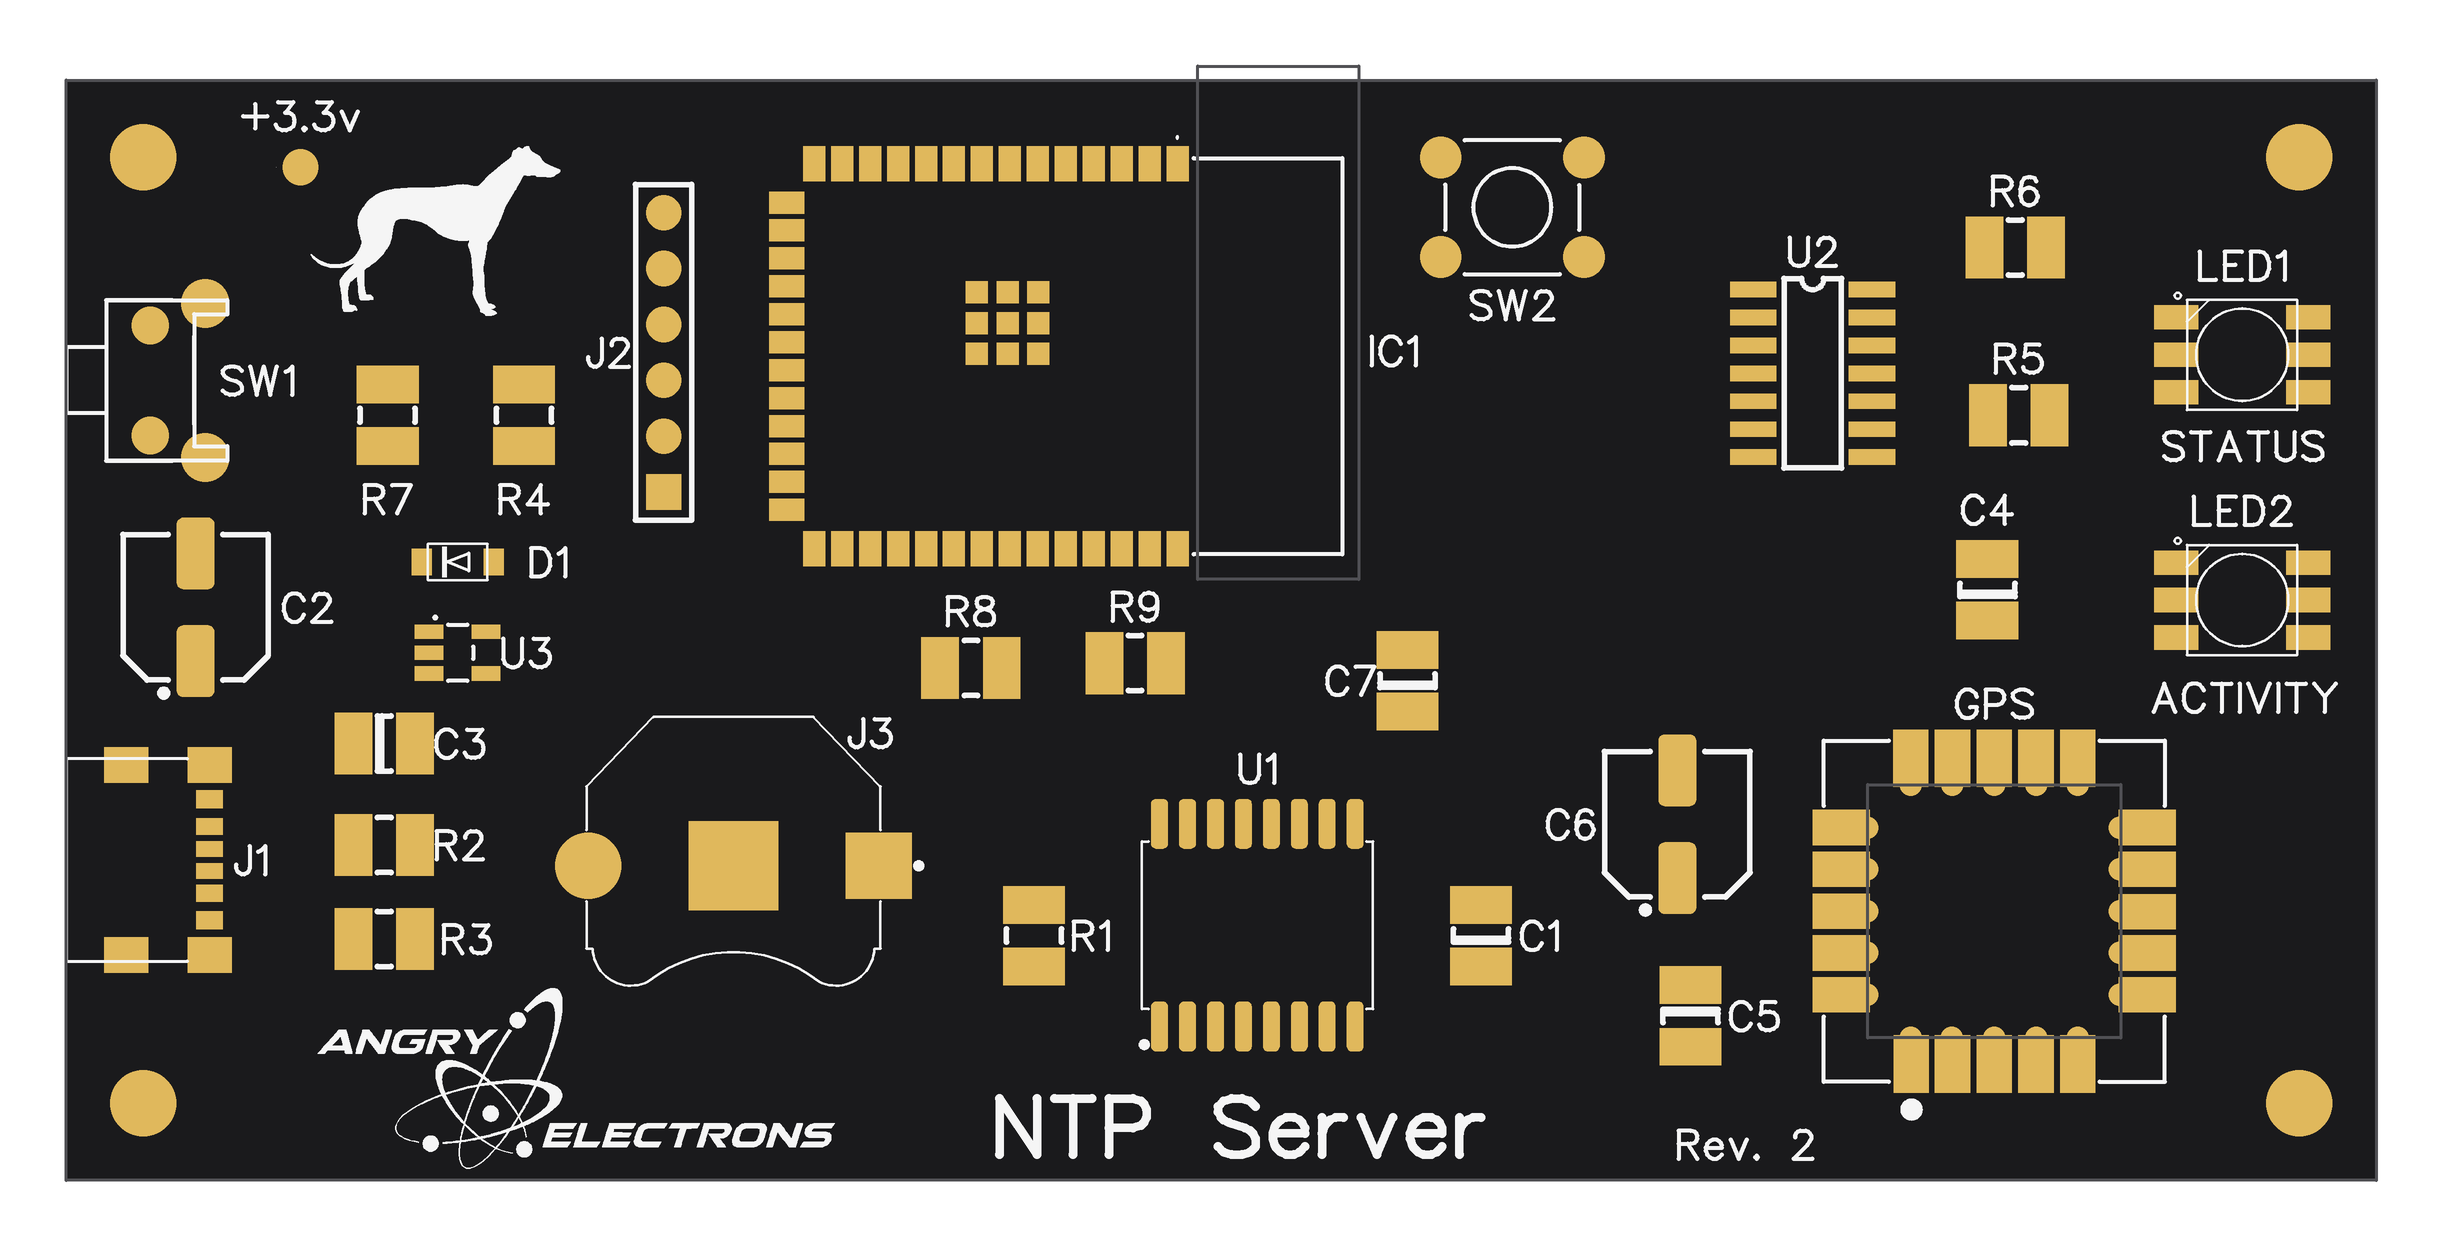 +3.3v
R6
U2
LED1
SW2
J2
IC1
R5
SW1
STATUS
R7
R4
C4
LED2
D1
C2
R8
R9
U3
C7
ACTIVITY
GPS
J3
C3
U1
C6
R2
J1
R3
R1
C1
C5
ANGRY
ELECTRONS
NTP Server
Rev. 2